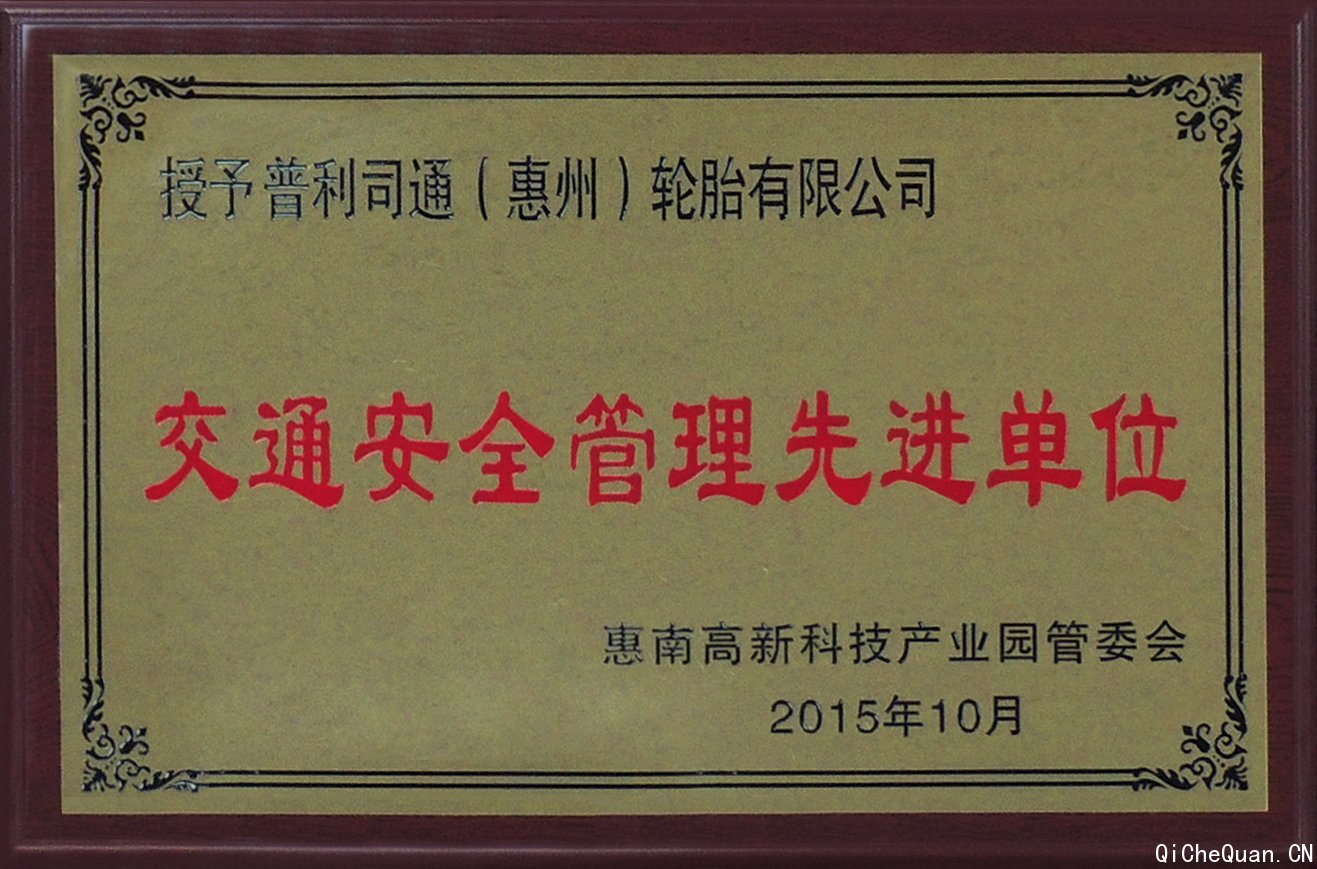 授予普利司通（惠州）轮胎有限公司
交通安全管理先进单位
惠南高新科技产业园管委会
2015年10月
QiCheQuan.CN